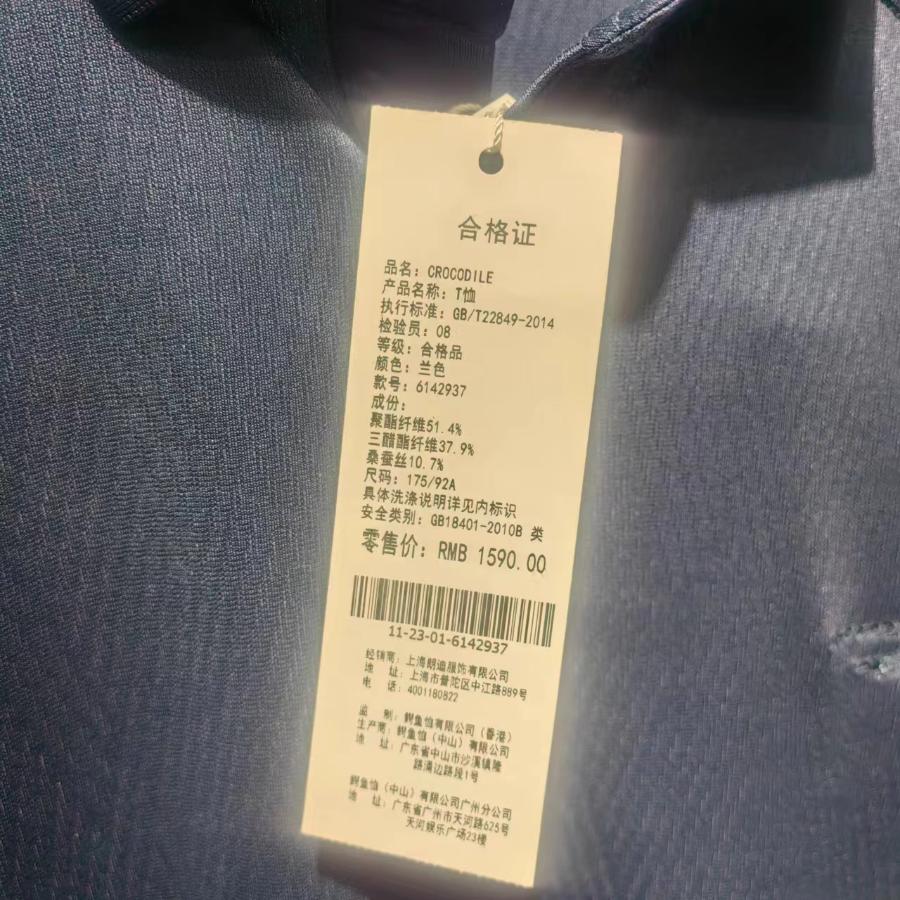 合格证
品名：CROCODILE
产品名称：T恤
执行标准：GB/T22849-2014
检验员：08
等级：合格品
颜色：兰色
款号：6142937
成份：
聚酯纤维51.4%
三醋酯纤维37.9%
桑蚕丝10.7%
尺码：175/92A
具体洗涤说明详见内标识
安全类别：GB18401-2010B 类
零售价：RMB 1590.00
11-23-01-6142937
经销商：上海朗迪服饰有限公司
地 址：上海市普陀区中江路889号
电 话：4001180822
监 制：鳄鱼恤有限公司（香港）
生产商：鳄鱼恤（中山）有限公司
地 址：广东省中山市沙溪镇隆
路涌边路段1号
鳄鱼恤（中山）有限公司广州分公司
地 址：广东省广州市天河路625号
天河娱乐广场23楼